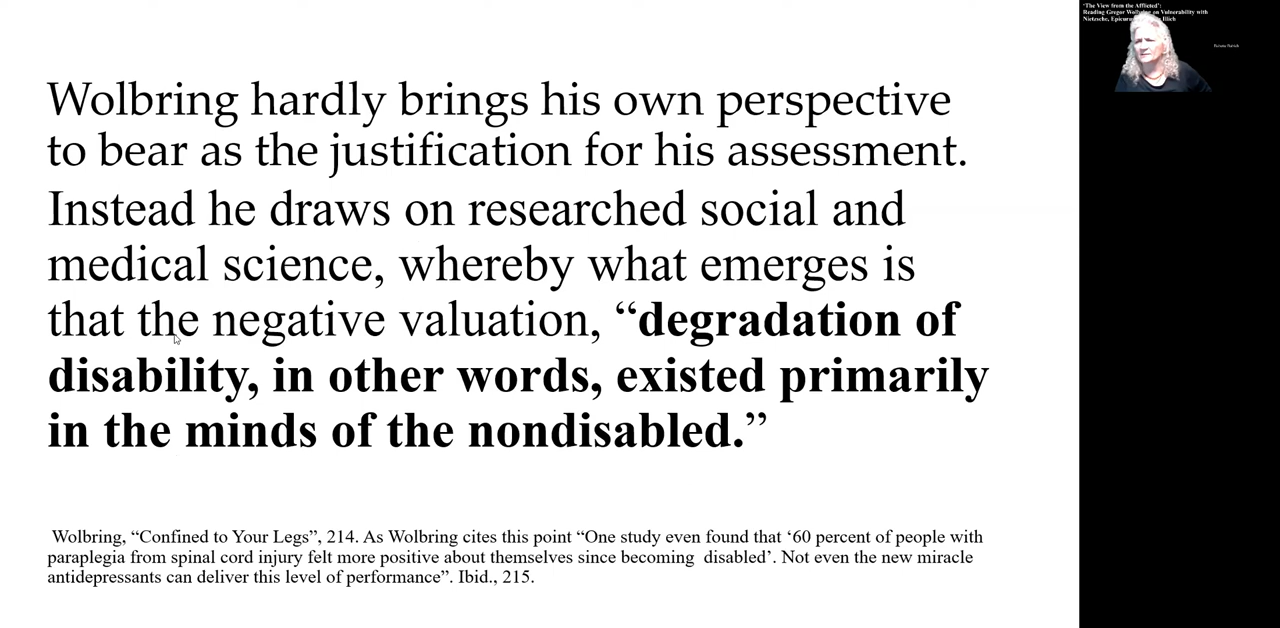 Wolbring hardly brings his own perspective
to bear as the justification for his assessment.
Instead he draws on researched social and
medical science, whereby what emerges is
that the negative valuation, “degradation of
disability, in other words, existed primarily
in the minds of the nondisabled.”
Wolbring, “Confined to Your Legs”, 214. As Wolbring cites this point “One study even found that ‘60 percent of people with
paraplegia from spinal cord injury felt more positive about themselves since becoming disabled’. Not even the new miracle
antidepressants can deliver this level of performance”. Ibid., 215.
‘The View from the Afflicted’:
Reading Gregor Wolbring on Vulnerability with
Nietzsche, Illich